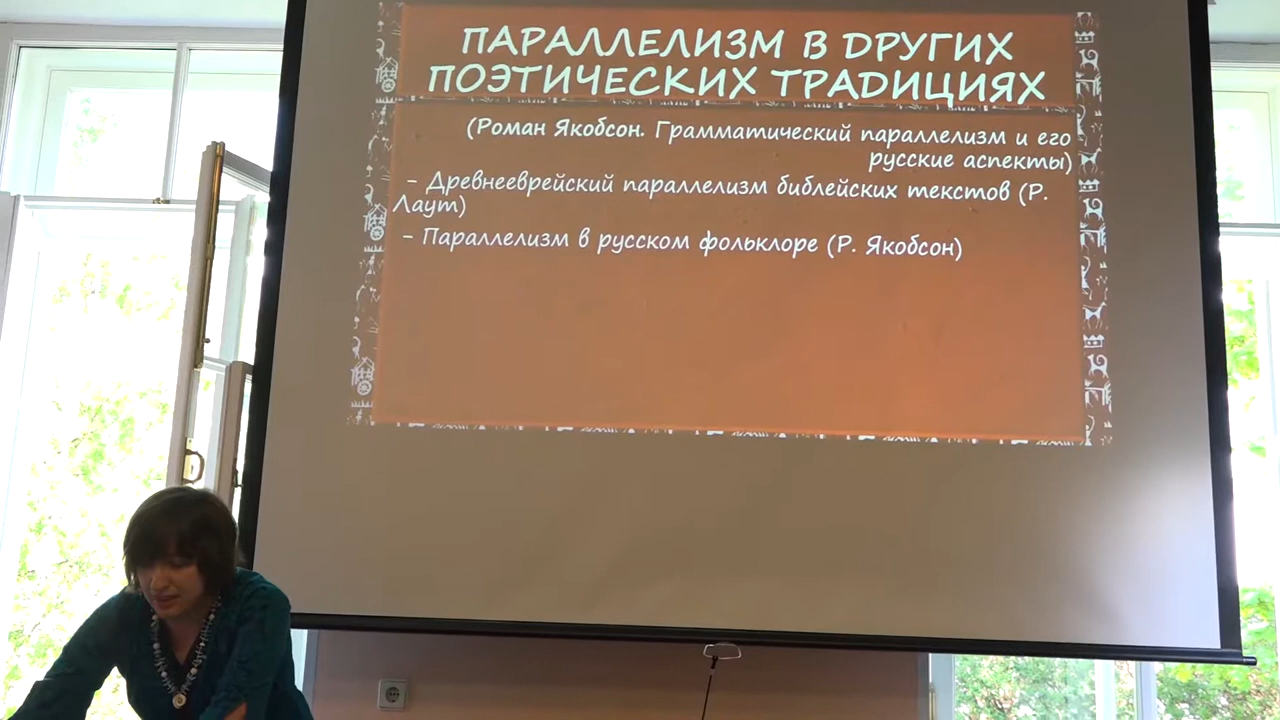 ПАРАЛЛЕЛИЗМ В ДРУГИХ
ПОЭТИЧЕСКИХ ТРАДИЦИЯХ
(Роман Якобсон. Грамматический параллелизм и его
русские аспекты)
- Древнееврейский параллелизм библейских текстов (Р.
Лаут)
- Параллелизм в русском фольклоре (Р. Якобсон)